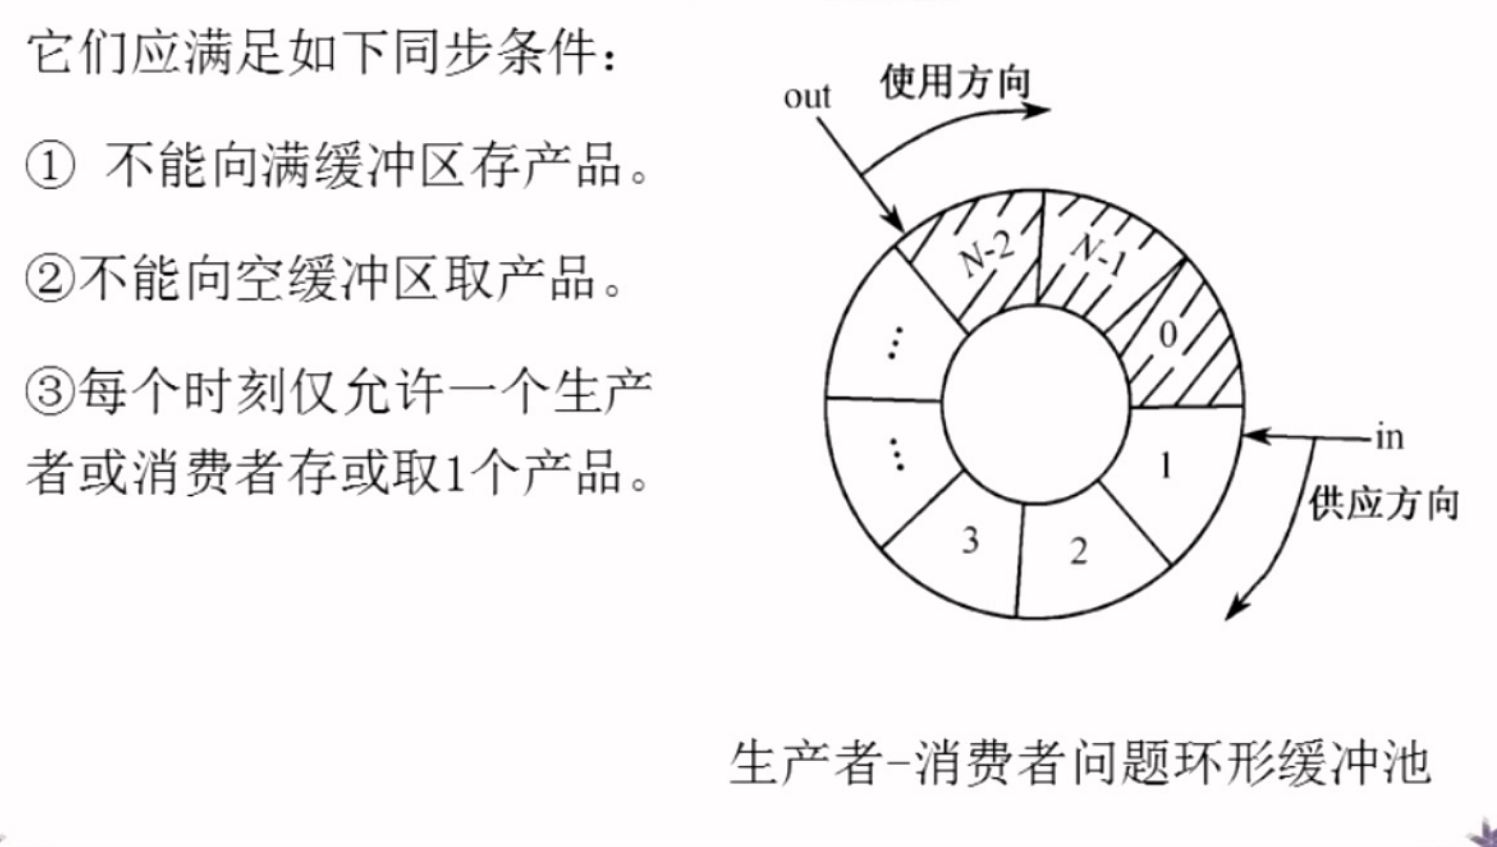 它们应满足如下同步条件：
① 不能向满缓冲区存产品。
②不能向空缓冲区取产品。
③每个时刻仅允许一个生产
者或消费者存或取1个产品。
out
使用方向
N-2
N-1
0
⋮
in
⋮
1
供应方向
3
2
生产者-消费者问题环形缓冲池